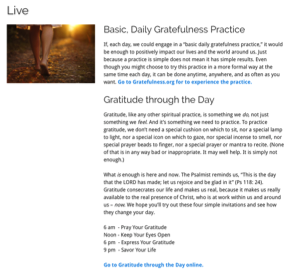 Live
Basic, Daily Gratefulness Practice
If, each day, we could engage in a "basic daily gratefulness practice," it would
be enough to positively impact our lives and the world around us. Just
because a practice is simple does not mean it has simple results. Even
though you might choose to try this practice in a more formal way at the
same time each day, it can be done anytime, anywhere, and as often as you
want. Go to Gratefulness.org for to experience the practice.
Gratitude through the Day
Gratitude, like any other spiritual practice, is something we do, not just
something we feel. And it's something we need to practice. To practice
gratitude, we don't need a special cushion on which to sit, nor a special lamp
to light, nor a special icon on which to gaze, nor special incense to smell, nor
special prayer beads to finger, nor a special prayer or mantra to recite. (None
of that is in any way bad or inappropriate. It may well help. It is simply not
enough.)
What is enough is here and now. The Psalmist reminds us, "This is the day
that the LORD has made; let us rejoice and be glad in it" (Ps 118: 24).
Gratitude consecrates our life and makes us real, because it makes us really
available to the real presence of Christ, who is at work within us and around
us – now. We hope you'll try out these four simple invitations and see how
they change your day.
6 am - Pray Your Gratitude
Noon - Keep Your Eyes Open
6 pm - Express Your Gratitude
9 pm - Savor Your Life
Go to Gratitude through the Day online.